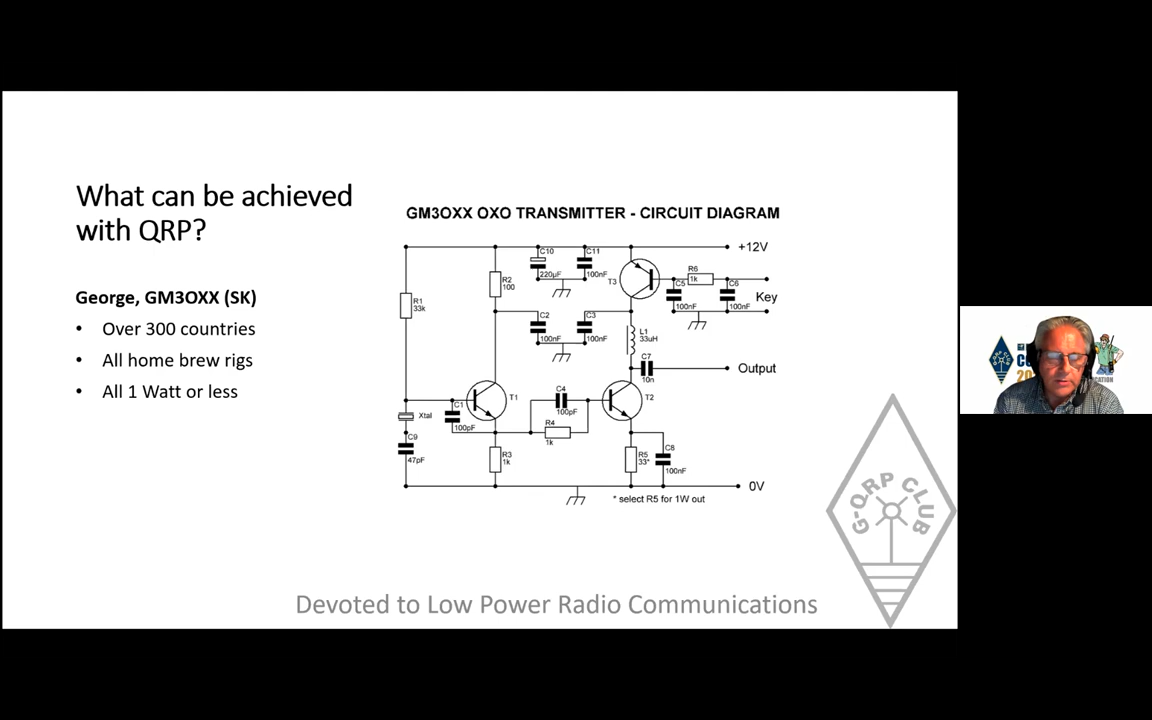 What can be achieved
with QRP?
George, GM3OXX (SK)
• Over 300 countries
• All home brew rigs
• All 1 Watt or less
GM3OXX OXO TRANSMITTER - CIRCUIT DIAGRAM
+12V
C10
220µF
C11
100nF
R2
100
T3
R6
1k
C5
100nF
C6
100nF
Key
R1
33k
C2
100nF
C3
100nF
L1
33uH
C7
10n
Output
T1
C4
100pF
T2
C1
100pF
Xtal
R4
1k
C9
47pF
R3
1k
R5
33*
C8
100nF
0V
* select R5 for 1W out
G-QRP CLUB
Devoted to Low Power Radio Communications